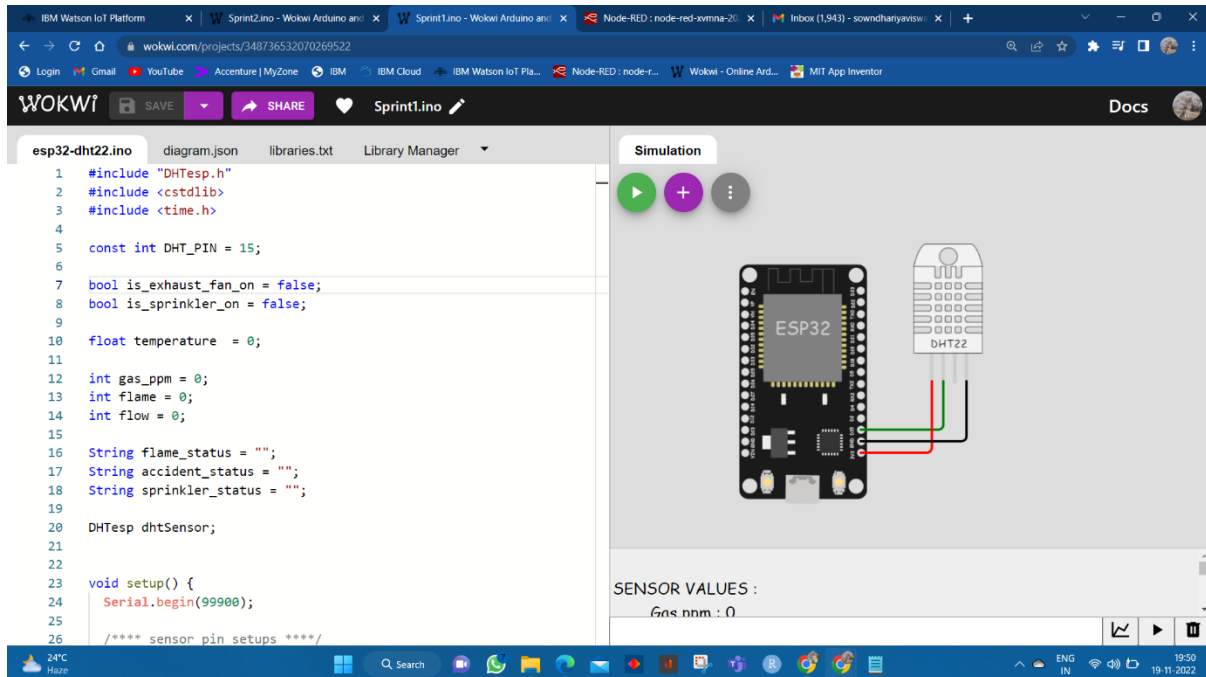 IBM Watson IoT Platform
Sprint2.ino - Wokwi Arduino and
Sprint1.ino - Wokwi Arduino and
Node-RED : node-red-xvmna-20
Inbox (1,943) - sowndhariyavisw
wokwi.com/projects/348736532070269522
Login
Gmail
YouTube
Accenture | MyZone
IBM
IBM Cloud
IBM Watson IoT Pla...
Node-RED : node-r...
Wokwi - Online Ard...
MIT App Inventor
WOKWI
SAVE
SHARE
Sprint1.ino
Docs
esp32-dht22.ino
diagram.json
libraries.txt
Library Manager
Simulation
1 #include "DHTesp.h"
2 #include <cstdlib>
3 #include <time.h>
4
5 const int DHT_PIN = 15;
6
7 bool is_exhaust_fan_on = false;
8 bool is_sprinkler_on = false;
9
10 float temperature  = 0;
11
12 int gas_ppm = 0;
13 int flame = 0;
14 int flow = 0;
15
16 String flame_status = "";
17 String accident_status = "";
18 String sprinkler_status = "";
19
20 DHTesp dhtSensor;
21
22
23 void setup() {
24 Serial.begin(99900);
25
26 /**** sensor pin setups ****/
ESP32
DHT22
SENSOR VALUES :
Gas ppm : 0
24°C
Haze
Search
ENG
IN
19:50
19-11-2022